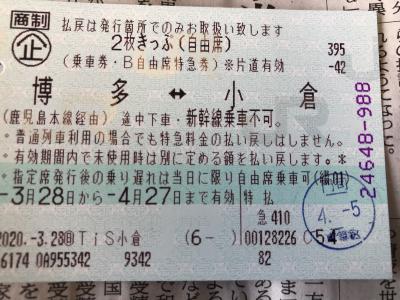 商制 払戻は発行箇所でのみお取扱い致します
企 2枚きっぷ(自由席) 395
(乗車券・B自由席特急券)※片道有効 -42
博多 ↔ 小倉
(鹿児島本線経由) 途中下車・新幹線乗車不可。
・普通列車利用の場合でも特急料金の払い戻しはしません。
・有効期間内で未使用時は別に定める額を払い戻します。※
・指定席発行後の乗り遅れは当日に限り自由席乗車可(福01)
-3月28日から-4月27日まで有効 特 払
急 410
2020.-3.28 TiS小倉 (6- ) 00128226 C54
6174 0A955342 9342 82
24648-988
4.-5